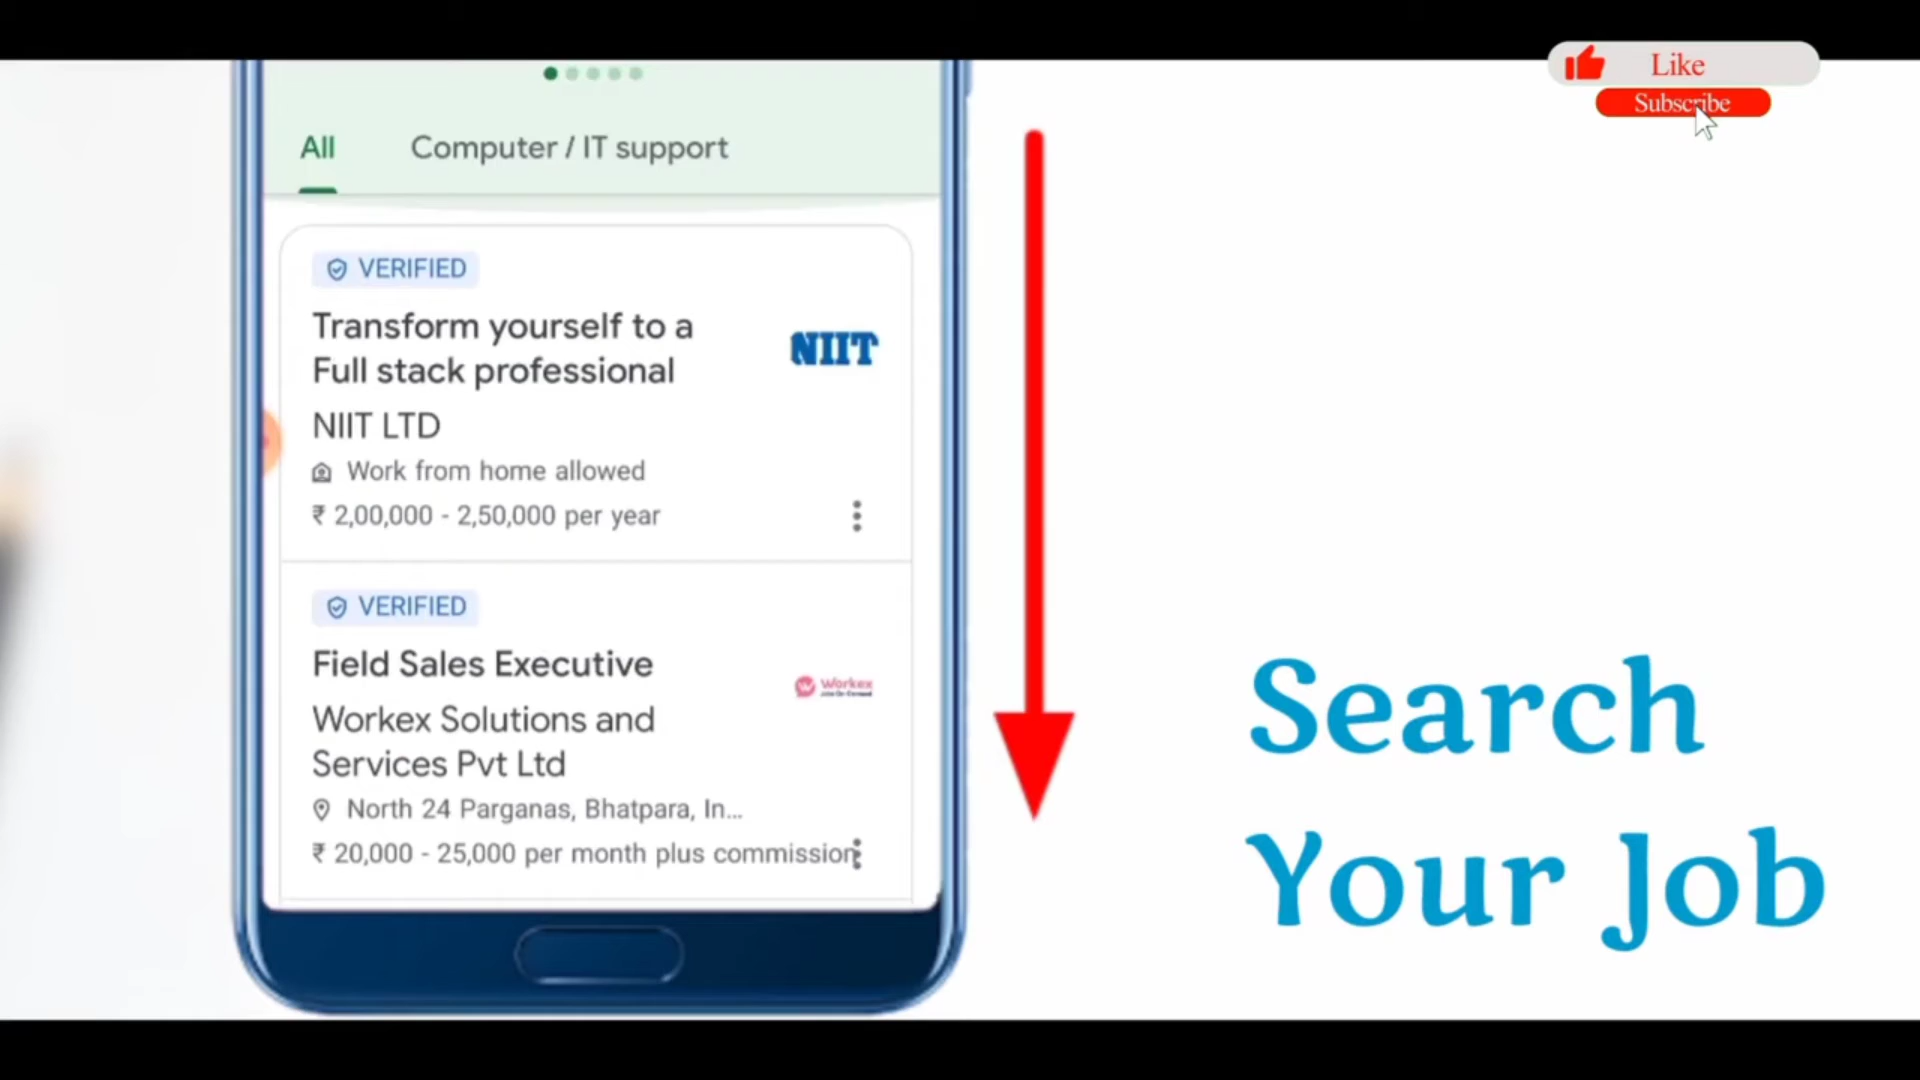 Like
Subscribe
All
Computer / IT support
VERIFIED
Transform yourself to a
Full stack professional
NIIT
NIIT LTD
Work from home allowed
₹ 2,00,000 - 2,50,000 per year
VERIFIED
Field Sales Executive
Workex
Workex Solutions and
Services Pvt Ltd
North 24 Parganas, Bhatpara, In...
₹ 20,000 - 25,000 per month plus commission
Search
Your Job